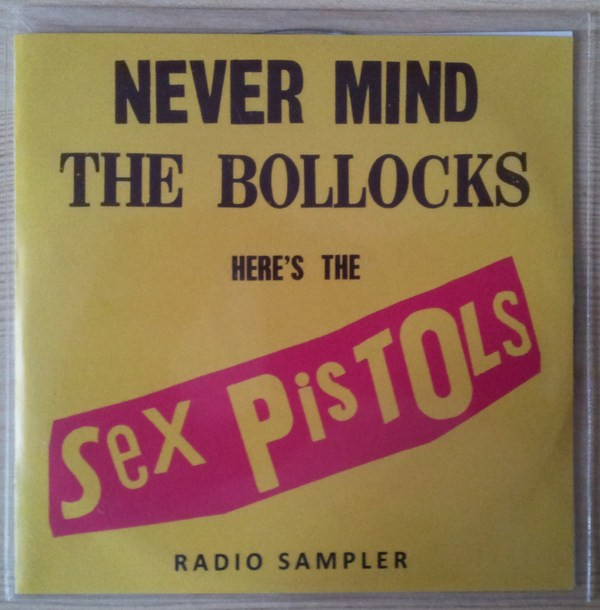 NEVER MIND
THE BOLLOCKS
HERE'S THE
Sex PisTOLS
RADIO SAMPLER